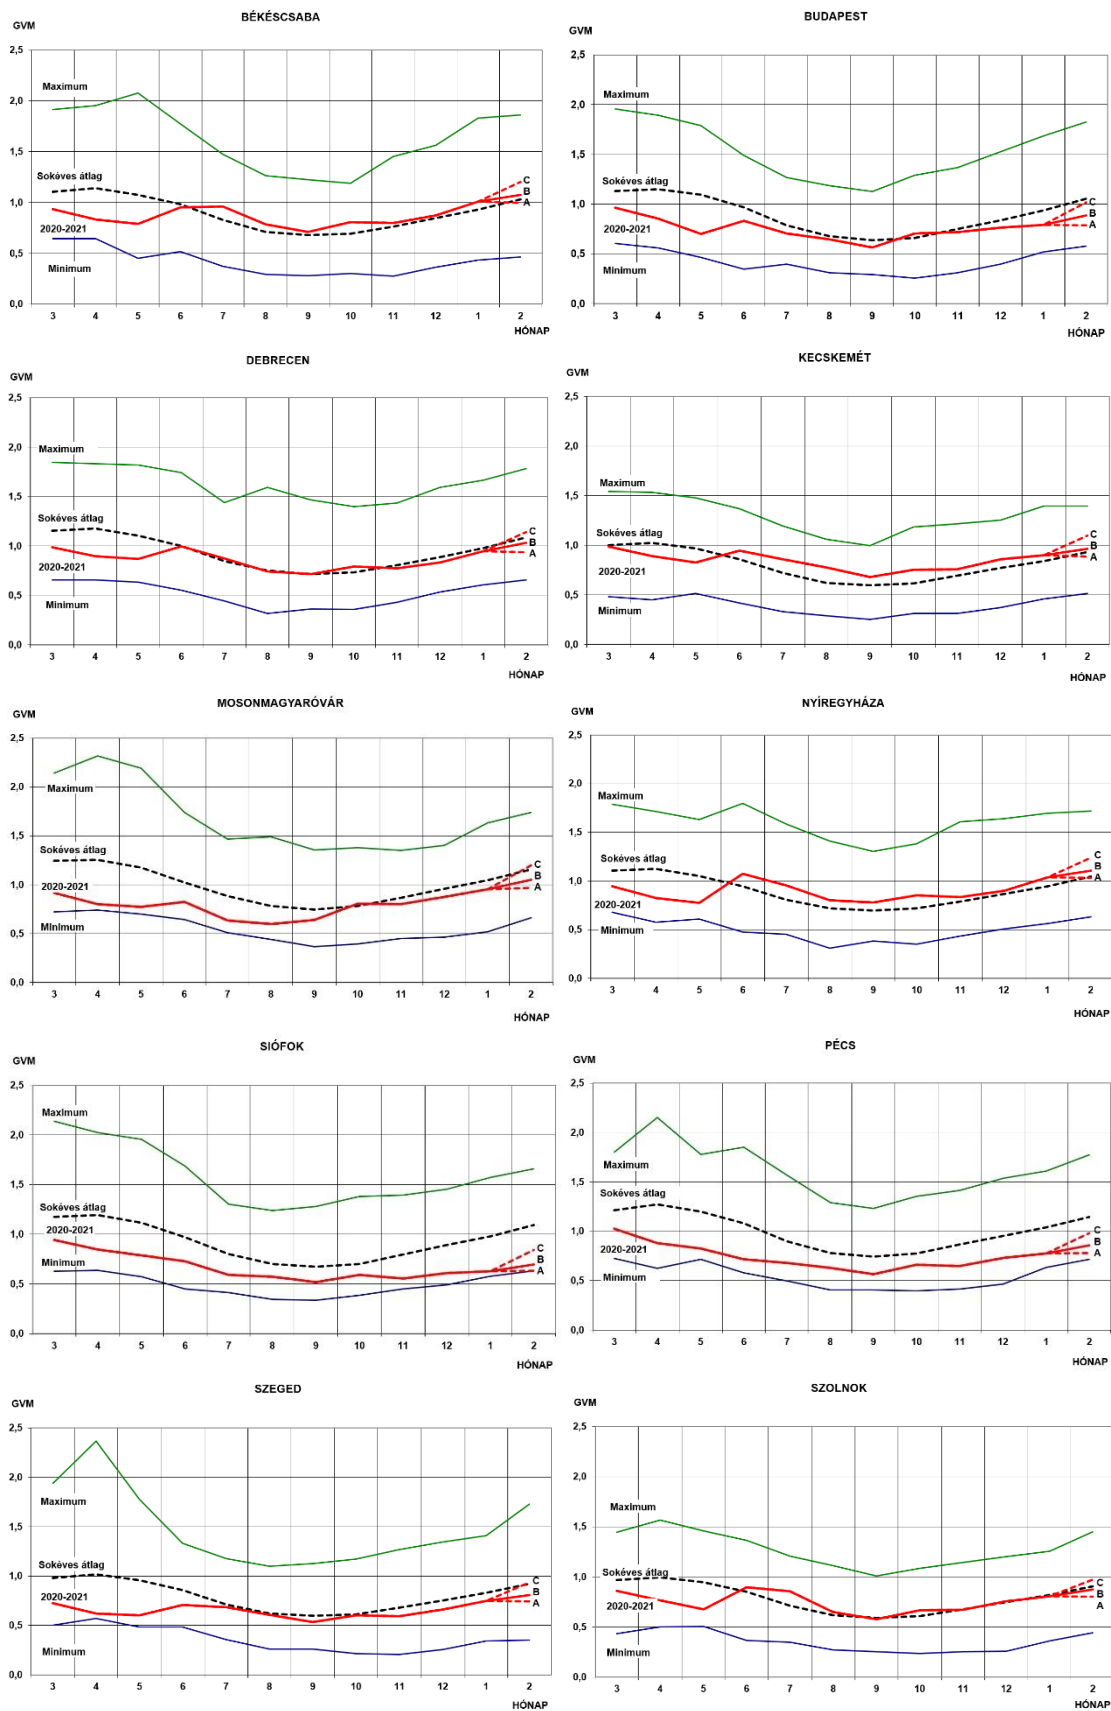 BÉKÉSCSABA
GVM
2,5
2,0
1,5
1,0
0,5
0,0
Maximum
Sokéves átlag
2020-2021
Minimum
C
B
A
3 4 5 6 7 8 9 10 11 12 1 2
HÓNAP
BUDAPEST
GVM
2,5
2,0
1,5
1,0
0,5
0,0
Maximum
Sokéves átlag
2020-2021
Minimum
C
B
A
3 4 5 6 7 8 9 10 11 12 1 2
HÓNAP
DEBRECEN
GVM
2,5
2,0
1,5
1,0
0,5
0,0
Maximum
Sokéves átlag
2020-2021
Minimum
C
B
A
3 4 5 6 7 8 9 10 11 12 1 2
HÓNAP
KECSKEMÉT
GVM
2,5
2,0
1,5
1,0
0,5
0,0
Maximum
Sokéves átlag
2020-2021
Minimum
C
B
A
3 4 5 6 7 8 9 10 11 12 1 2
HÓNAP
MOSONMAGYARÓVÁR
GVM
2,5
2,0
1,5
1,0
0,5
0,0
Maximum
Sokéves átlag
2020-2021
Minimum
C
B
A
3 4 5 6 7 8 9 10 11 12 1 2
HÓNAP
NYÍREGYHÁZA
GVM
2,5
2,0
1,5
1,0
0,5
0,0
Maximum
Sokéves átlag
2020-2021
Minimum
C
B
A
3 4 5 6 7 8 9 10 11 12 1 2
HÓNAP
SIÓFOK
GVM
2,5
2,0
1,5
1,0
0,5
0,0
Maximum
Sokéves átlag
2020-2021
Minimum
C
B
A
3 4 5 6 7 8 9 10 11 12 1 2
HÓNAP
PÉCS
GVM
2,5
2,0
1,5
1,0
0,5
0,0
Maximum
Sokéves átlag
2020-2021
Minimum
C
B
A
3 4 5 6 7 8 9 10 11 12 1 2
HÓNAP
SZEGED
GVM
2,5
2,0
1,5
1,0
0,5
0,0
Maximum
Sokéves átlag
2020-2021
Minimum
C
B
A
3 4 5 6 7 8 9 10 11 12 1 2
HÓNAP
SZOLNOK
GVM
2,5
2,0
1,5
1,0
0,5
0,0
Maximum
Sokéves átlag
2020-2021
Minimum
C
B
A
3 4 5 6 7 8 9 10 11 12 1 2
HÓNAP